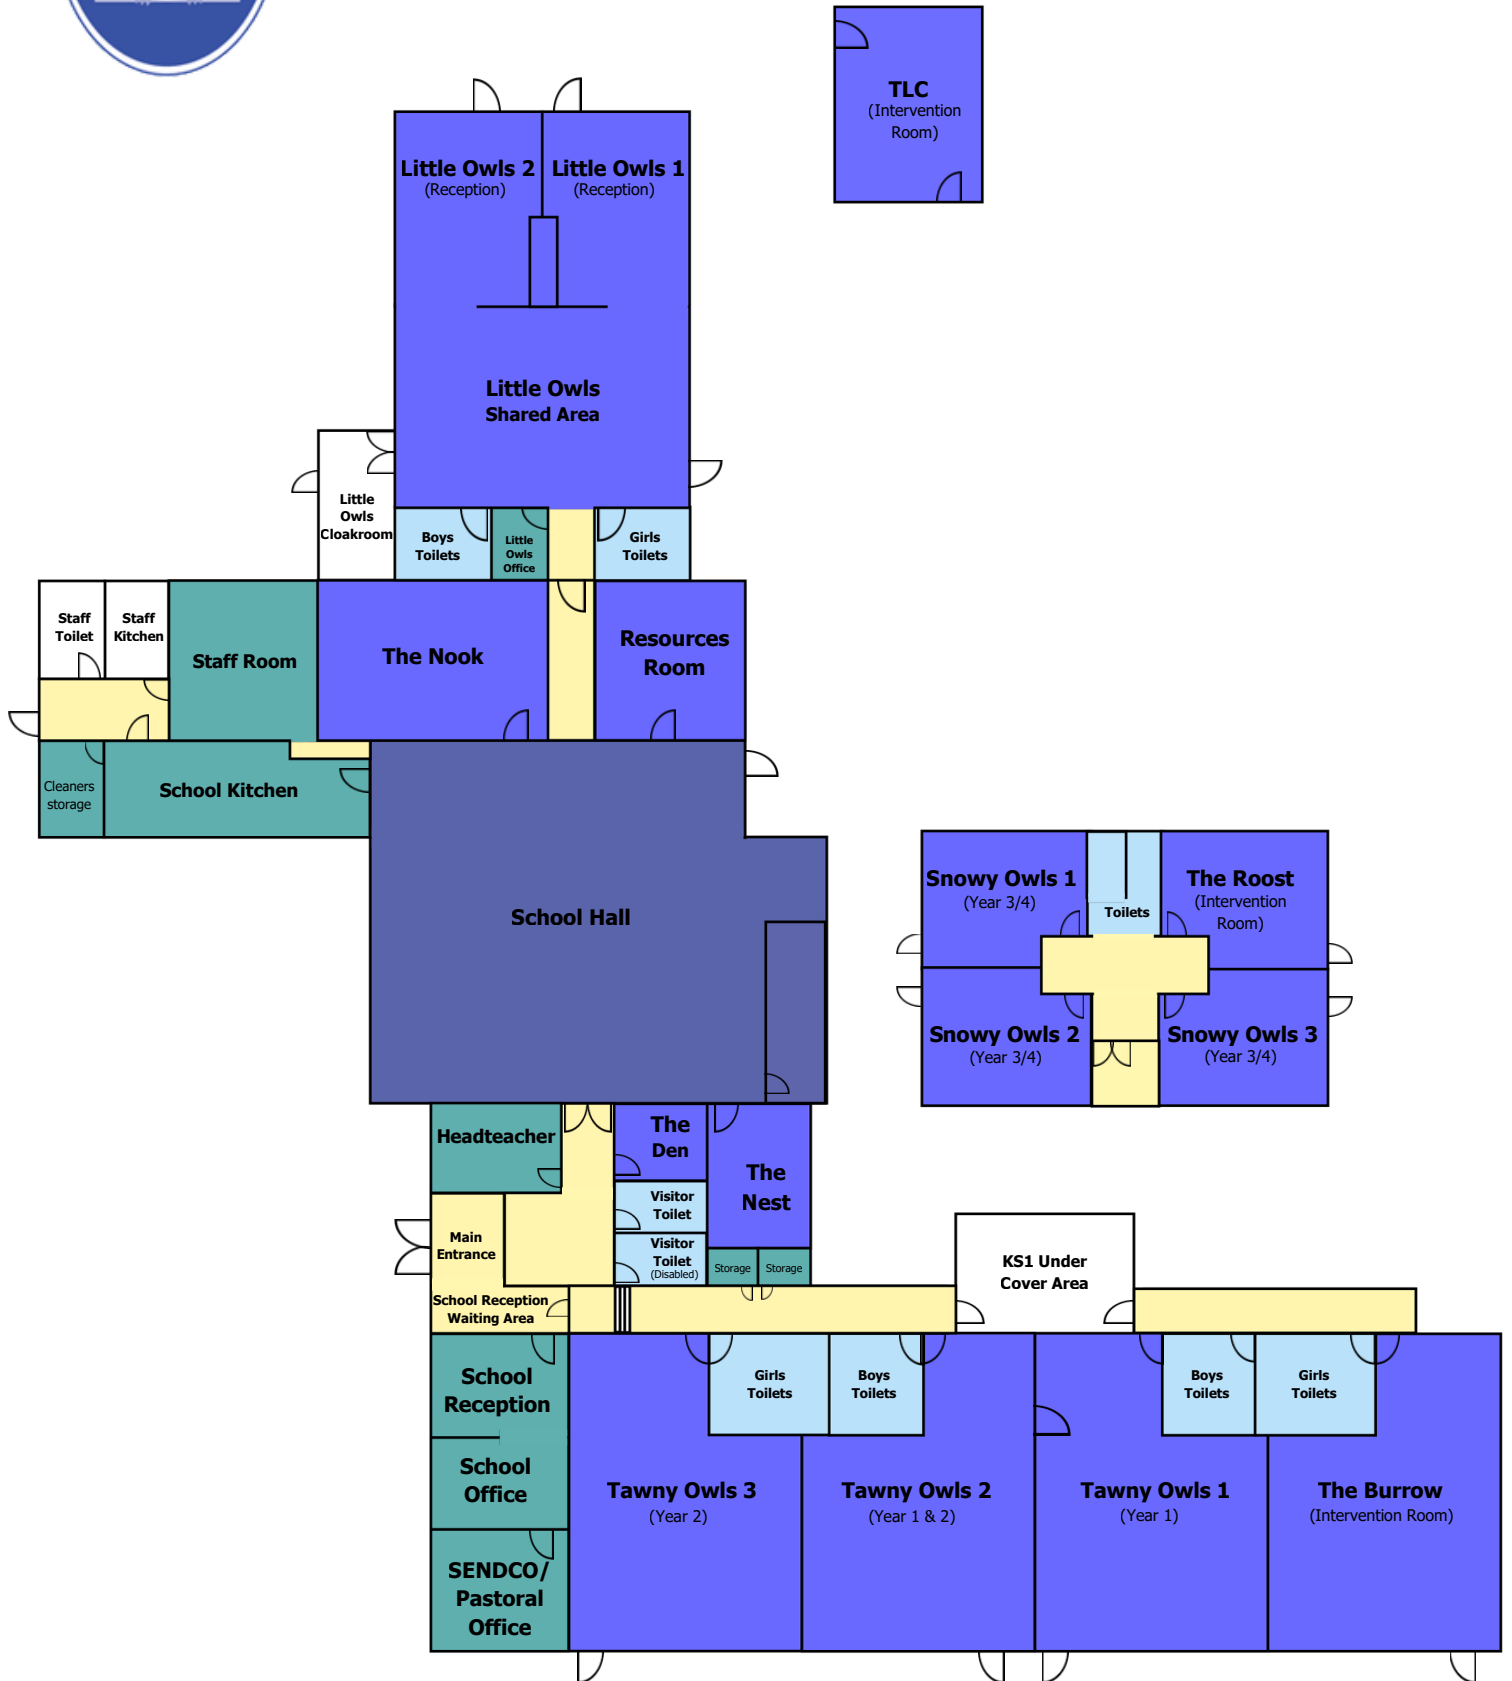 TLC
(Intervention
Room)
Little Owls 2
(Reception)
Little Owls 1
(Reception)
Little Owls
Shared Area
Little
Owls
Cloakroom
Boys
Toilets
Little
Owls
Office
Girls
Toilets
Staff
Toilet
Staff
Kitchen
Staff Room
The Nook
Resources
Room
Cleaners
storage
School Kitchen
School Hall
Snowy Owls 1
(Year 3/4)
Toilets
The Roost
(Intervention
Room)
Snowy Owls 2
(Year 3/4)
Snowy Owls 3
(Year 3/4)
Headteacher
The
Den
The
Nest
Visitor
Toilet
Visitor
Toilet
(Disabled)
Storage
Storage
Main
Entrance
School Reception
Waiting Area
KS1 Under
Cover Area
School
Reception
School
Office
SENDCO/
Pastoral
Office
Girls
Toilets
Boys
Toilets
Boys
Toilets
Girls
Toilets
Tawny Owls 3
(Year 2)
Tawny Owls 2
(Year 1 & 2)
Tawny Owls 1
(Year 1)
The Burrow
(Intervention Room)